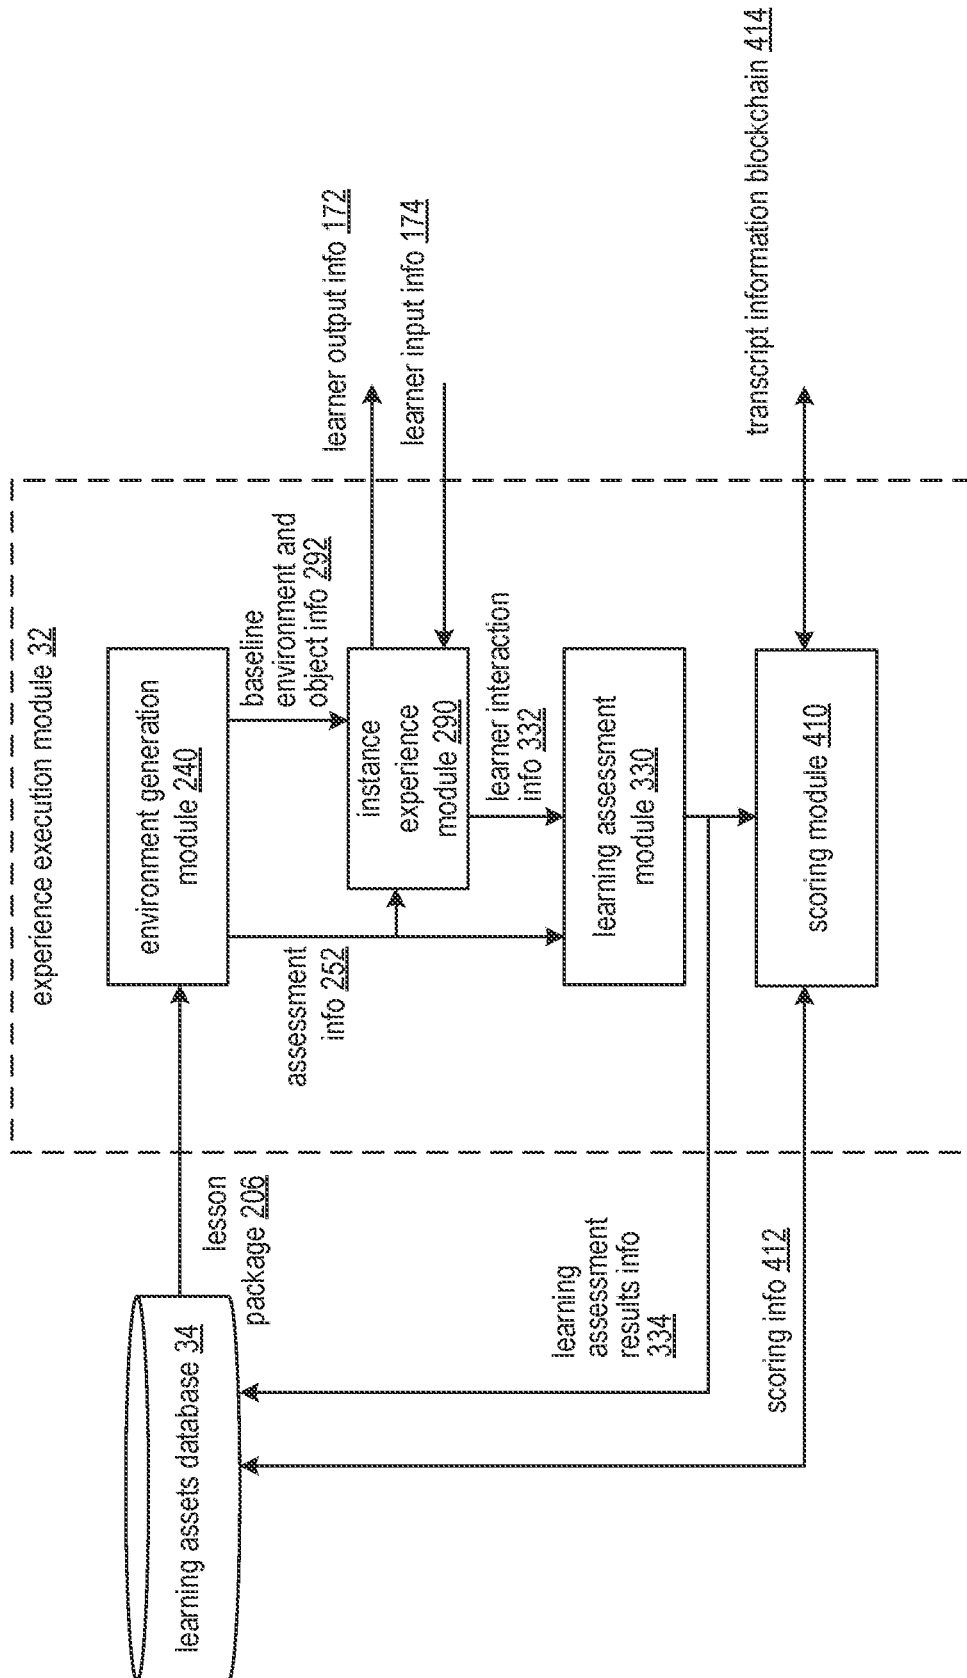 experience execution module 32
learning assets database 34
lesson
package 206
environment generation
module 240
assessment
info 252
baseline
environment and
object info 292
instance
experience
module 290
learner output info 172
learner input info 174
learner interaction
info 332
learning assessment
module 330
learning
assessment
results info
334
scoring info 412
scoring module 410
transcript information blockchain 414